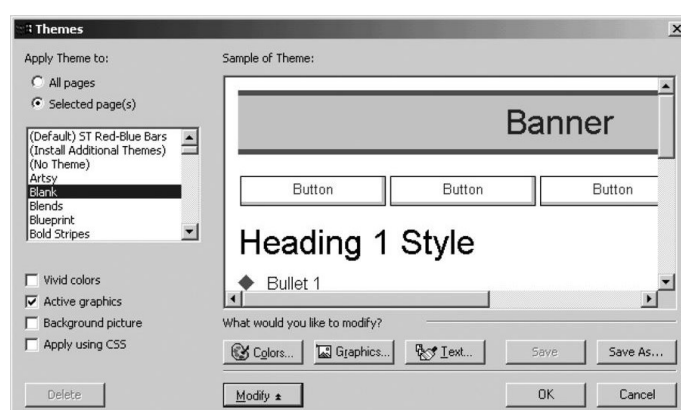 Themes
Apply Theme to:
All pages
Selected page(s)
(Default) ST Red-Blue Bars
(Install Additional Themes)
(No Theme)
Artsy
Blank
Blends
Blueprint
Bold Stripes
Vivid colors
Active graphics
Background picture
Apply using CSS
Delete
Sample of Theme:
Banner
Button Button Button
Heading 1 Style
Bullet 1
What would you like to modify?
Colors... Graphics... Text... Save Save As...
Modify OK Cancel